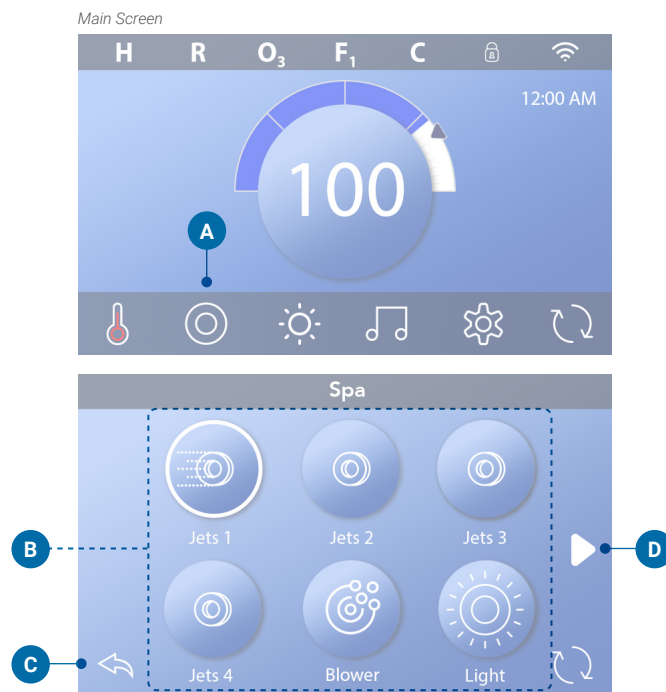 Main Screen
H R O₃ F₁ C
12:00 AM
100
A
Spa
Jets 1 Jets 2 Jets 3
B
D
Jets 4 Blower Light
C